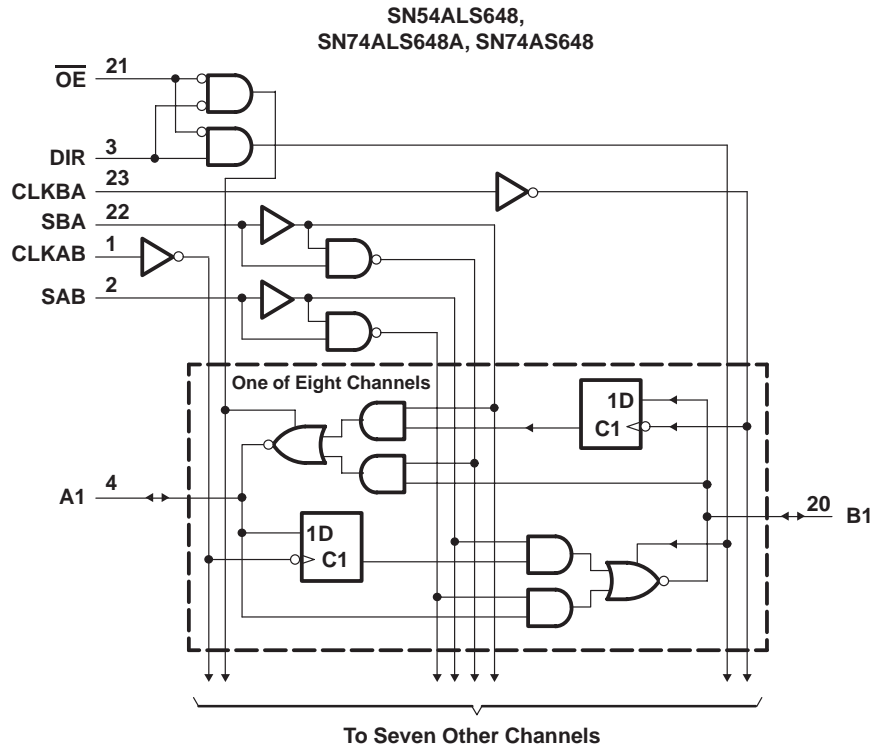 SN54ALS648,
SN74ALS648A, SN74AS648
OE 21
DIR 3
CLKBA 23
SBA 22
CLKAB 1
SAB 2
One of Eight Channels
1D
C1
A1 4
20 B1
1D
C1
To Seven Other Channels